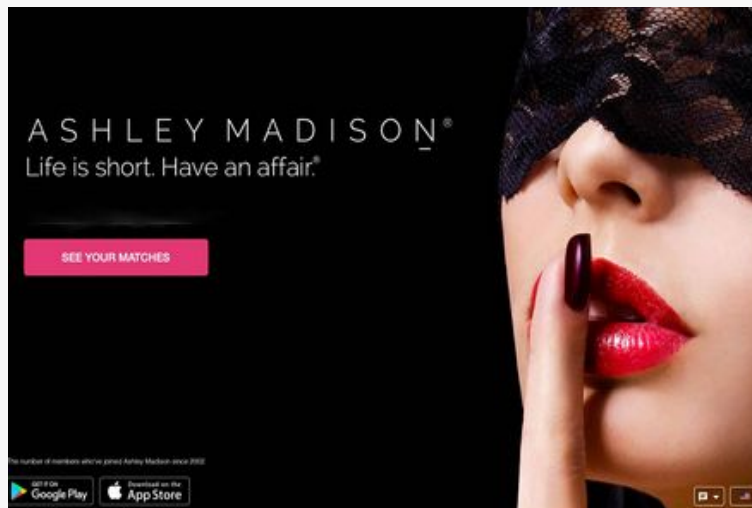 ASHLEY MADISON®
Life is short. Have an affair.®
SEE YOUR MATCHES
The number of members who've joined Ashley Madison since 2002
GET IT ON
Google Play
Download on the
App Store